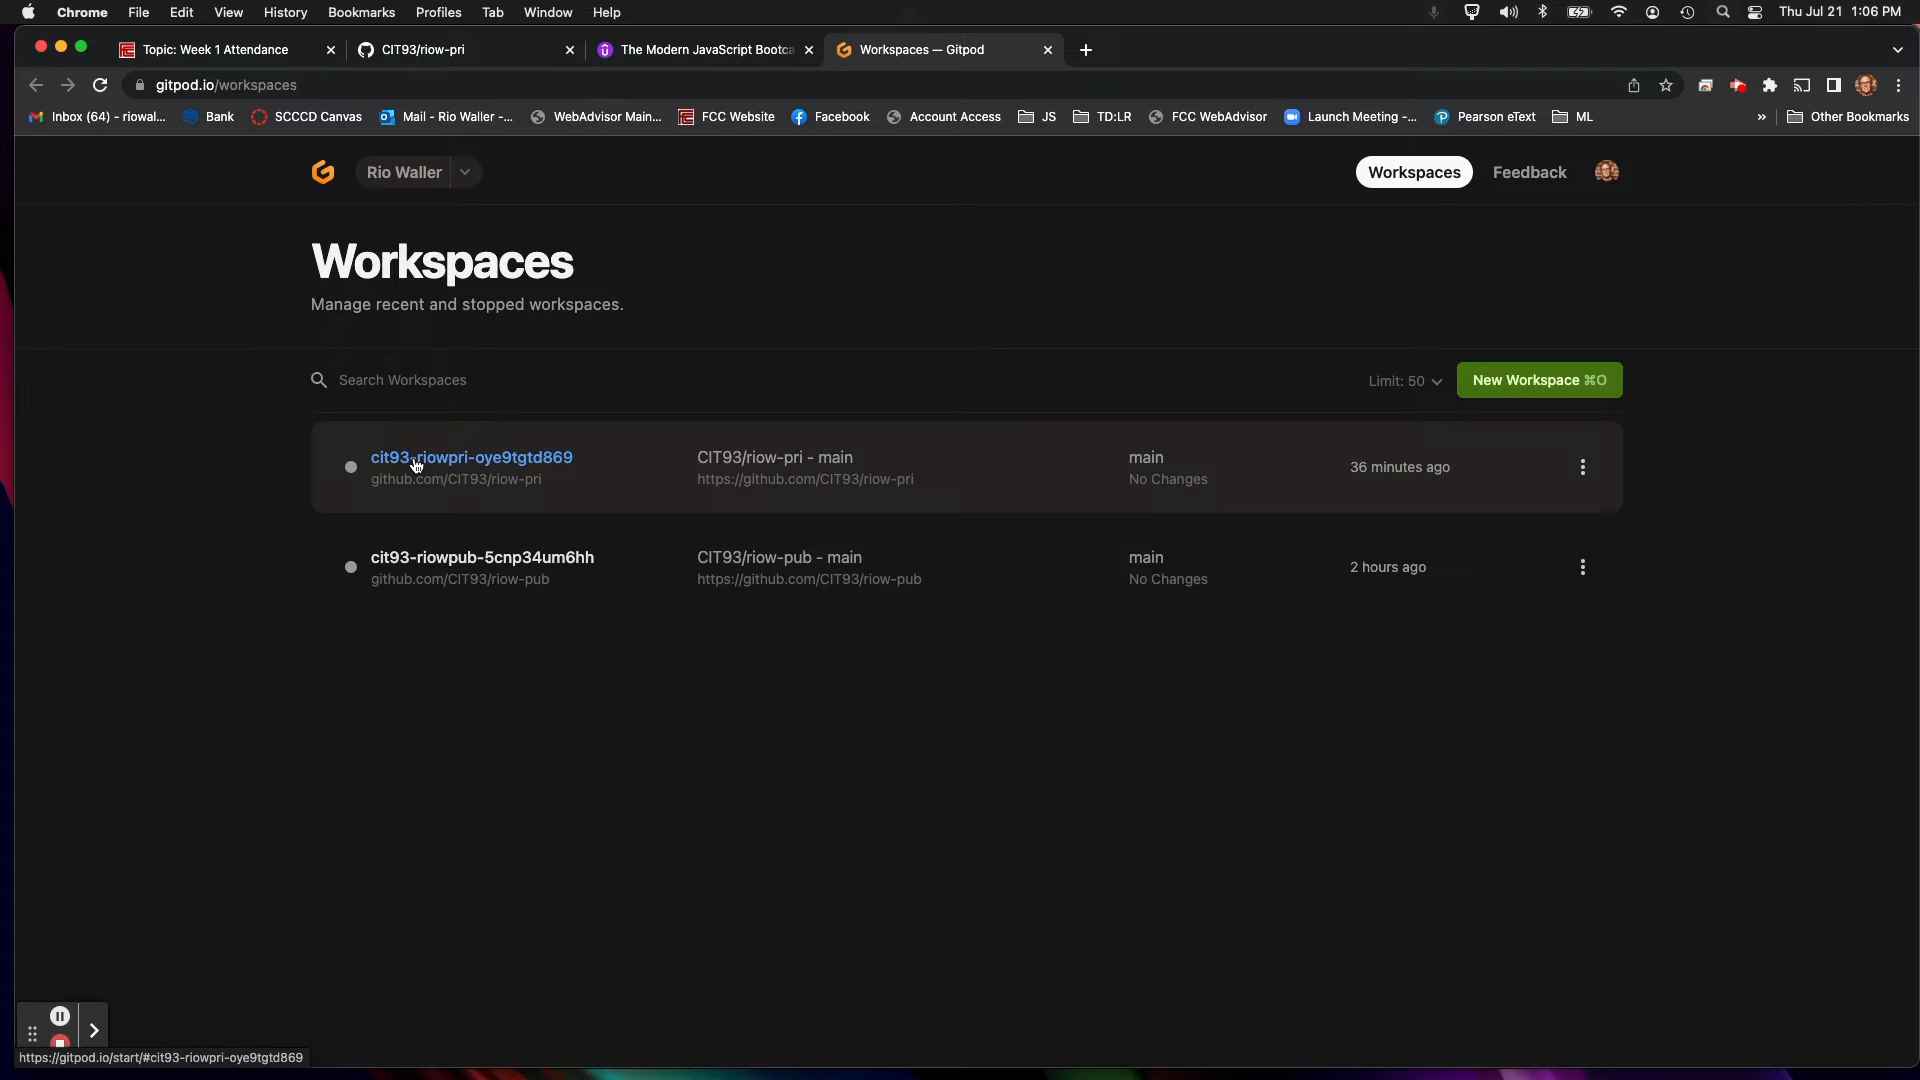 Chrome File Edit View History Bookmarks Profiles Tab Window Help Thu Jul 21 1:06 PM
Topic: Week 1 Attendance CIT93/riow-pri The Modern JavaScript Bootca Workspaces — Gitpod
gitpod.io/workspaces
Inbox (64) - riowal... Bank SCCCD Canvas Mail - Rio Waller -... WebAdvisor Main... FCC Website Facebook Account Access JS TD:LR FCC WebAdvisor Launch Meeting -... Pearson eText ML » Other Bookmarks
Rio Waller Workspaces Feedback
Workspaces
Manage recent and stopped workspaces.
Search Workspaces Limit: 50 New Workspace ⌘O
cit93-riowpri-oye9tgtd869 CIT93/riow-pri - main main 36 minutes ago
github.com/CIT93/riow-pri https://github.com/CIT93/riow-pri No Changes
cit93-riowpub-5cnp34um6hh CIT93/riow-pub - main main 2 hours ago
github.com/CIT93/riow-pub https://github.com/CIT93/riow-pub No Changes
https://gitpod.io/start/#cit93-riowpri-oye9tgtd869